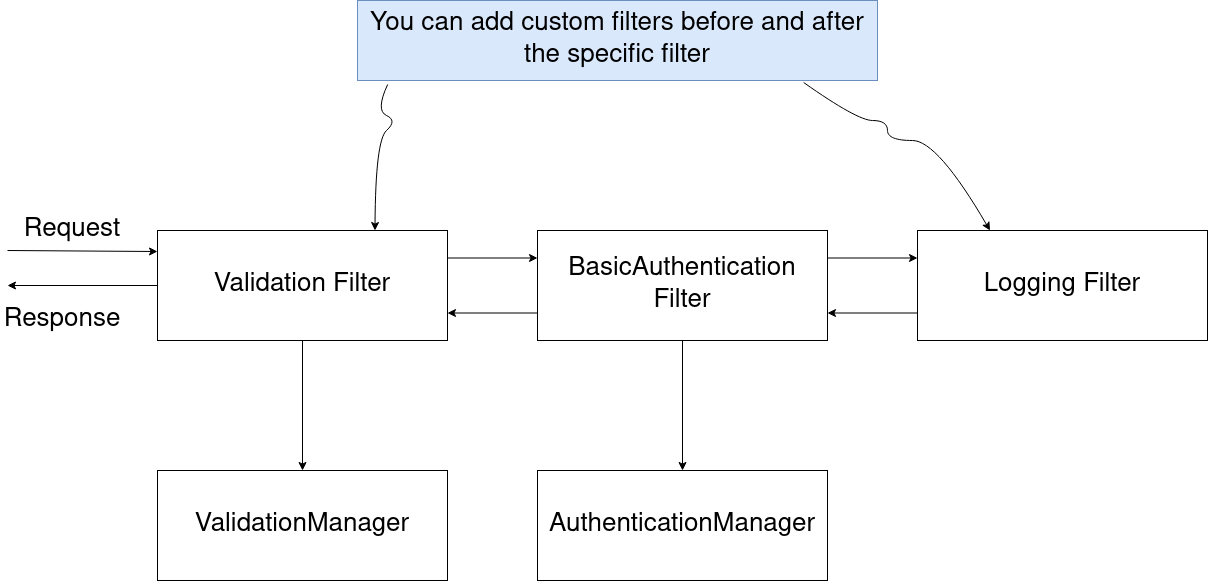 You can add custom filters before and after
the specific filter
Request
Response
Validation Filter
BasicAuthentication
Filter
Logging Filter
ValidationManager
AuthenticationManager